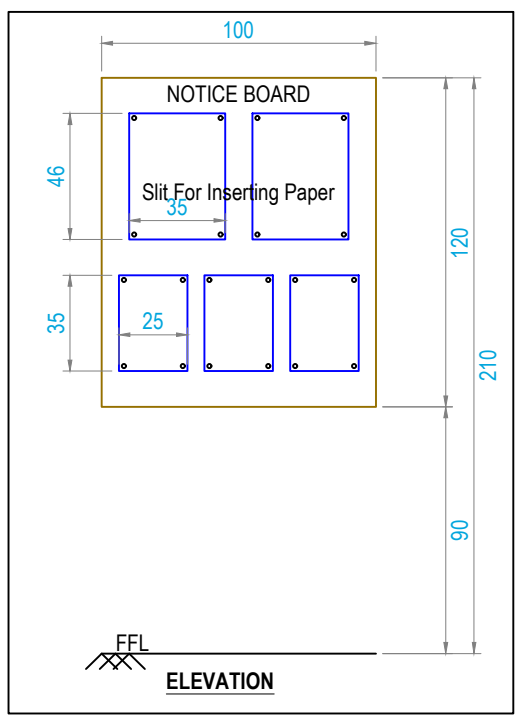 100
NOTICE BOARD
46
Slit For Inserting Paper
35
120
35
25
210
90
FFL
ELEVATION